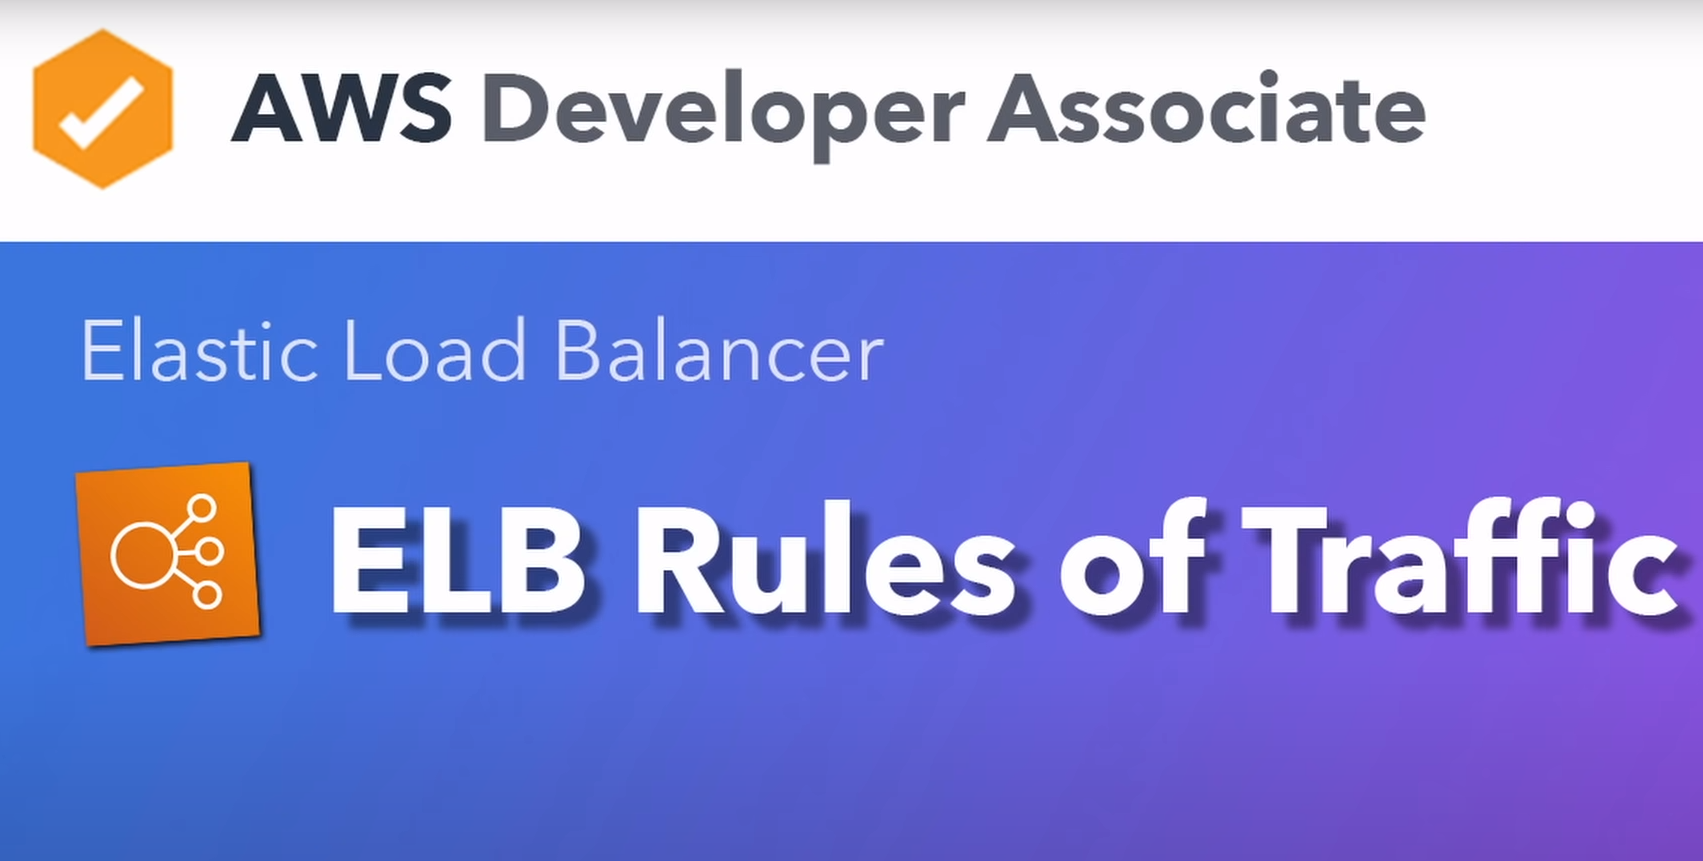 AWS Developer Associate
Elastic Load Balancer
ELB Rules of Traffic